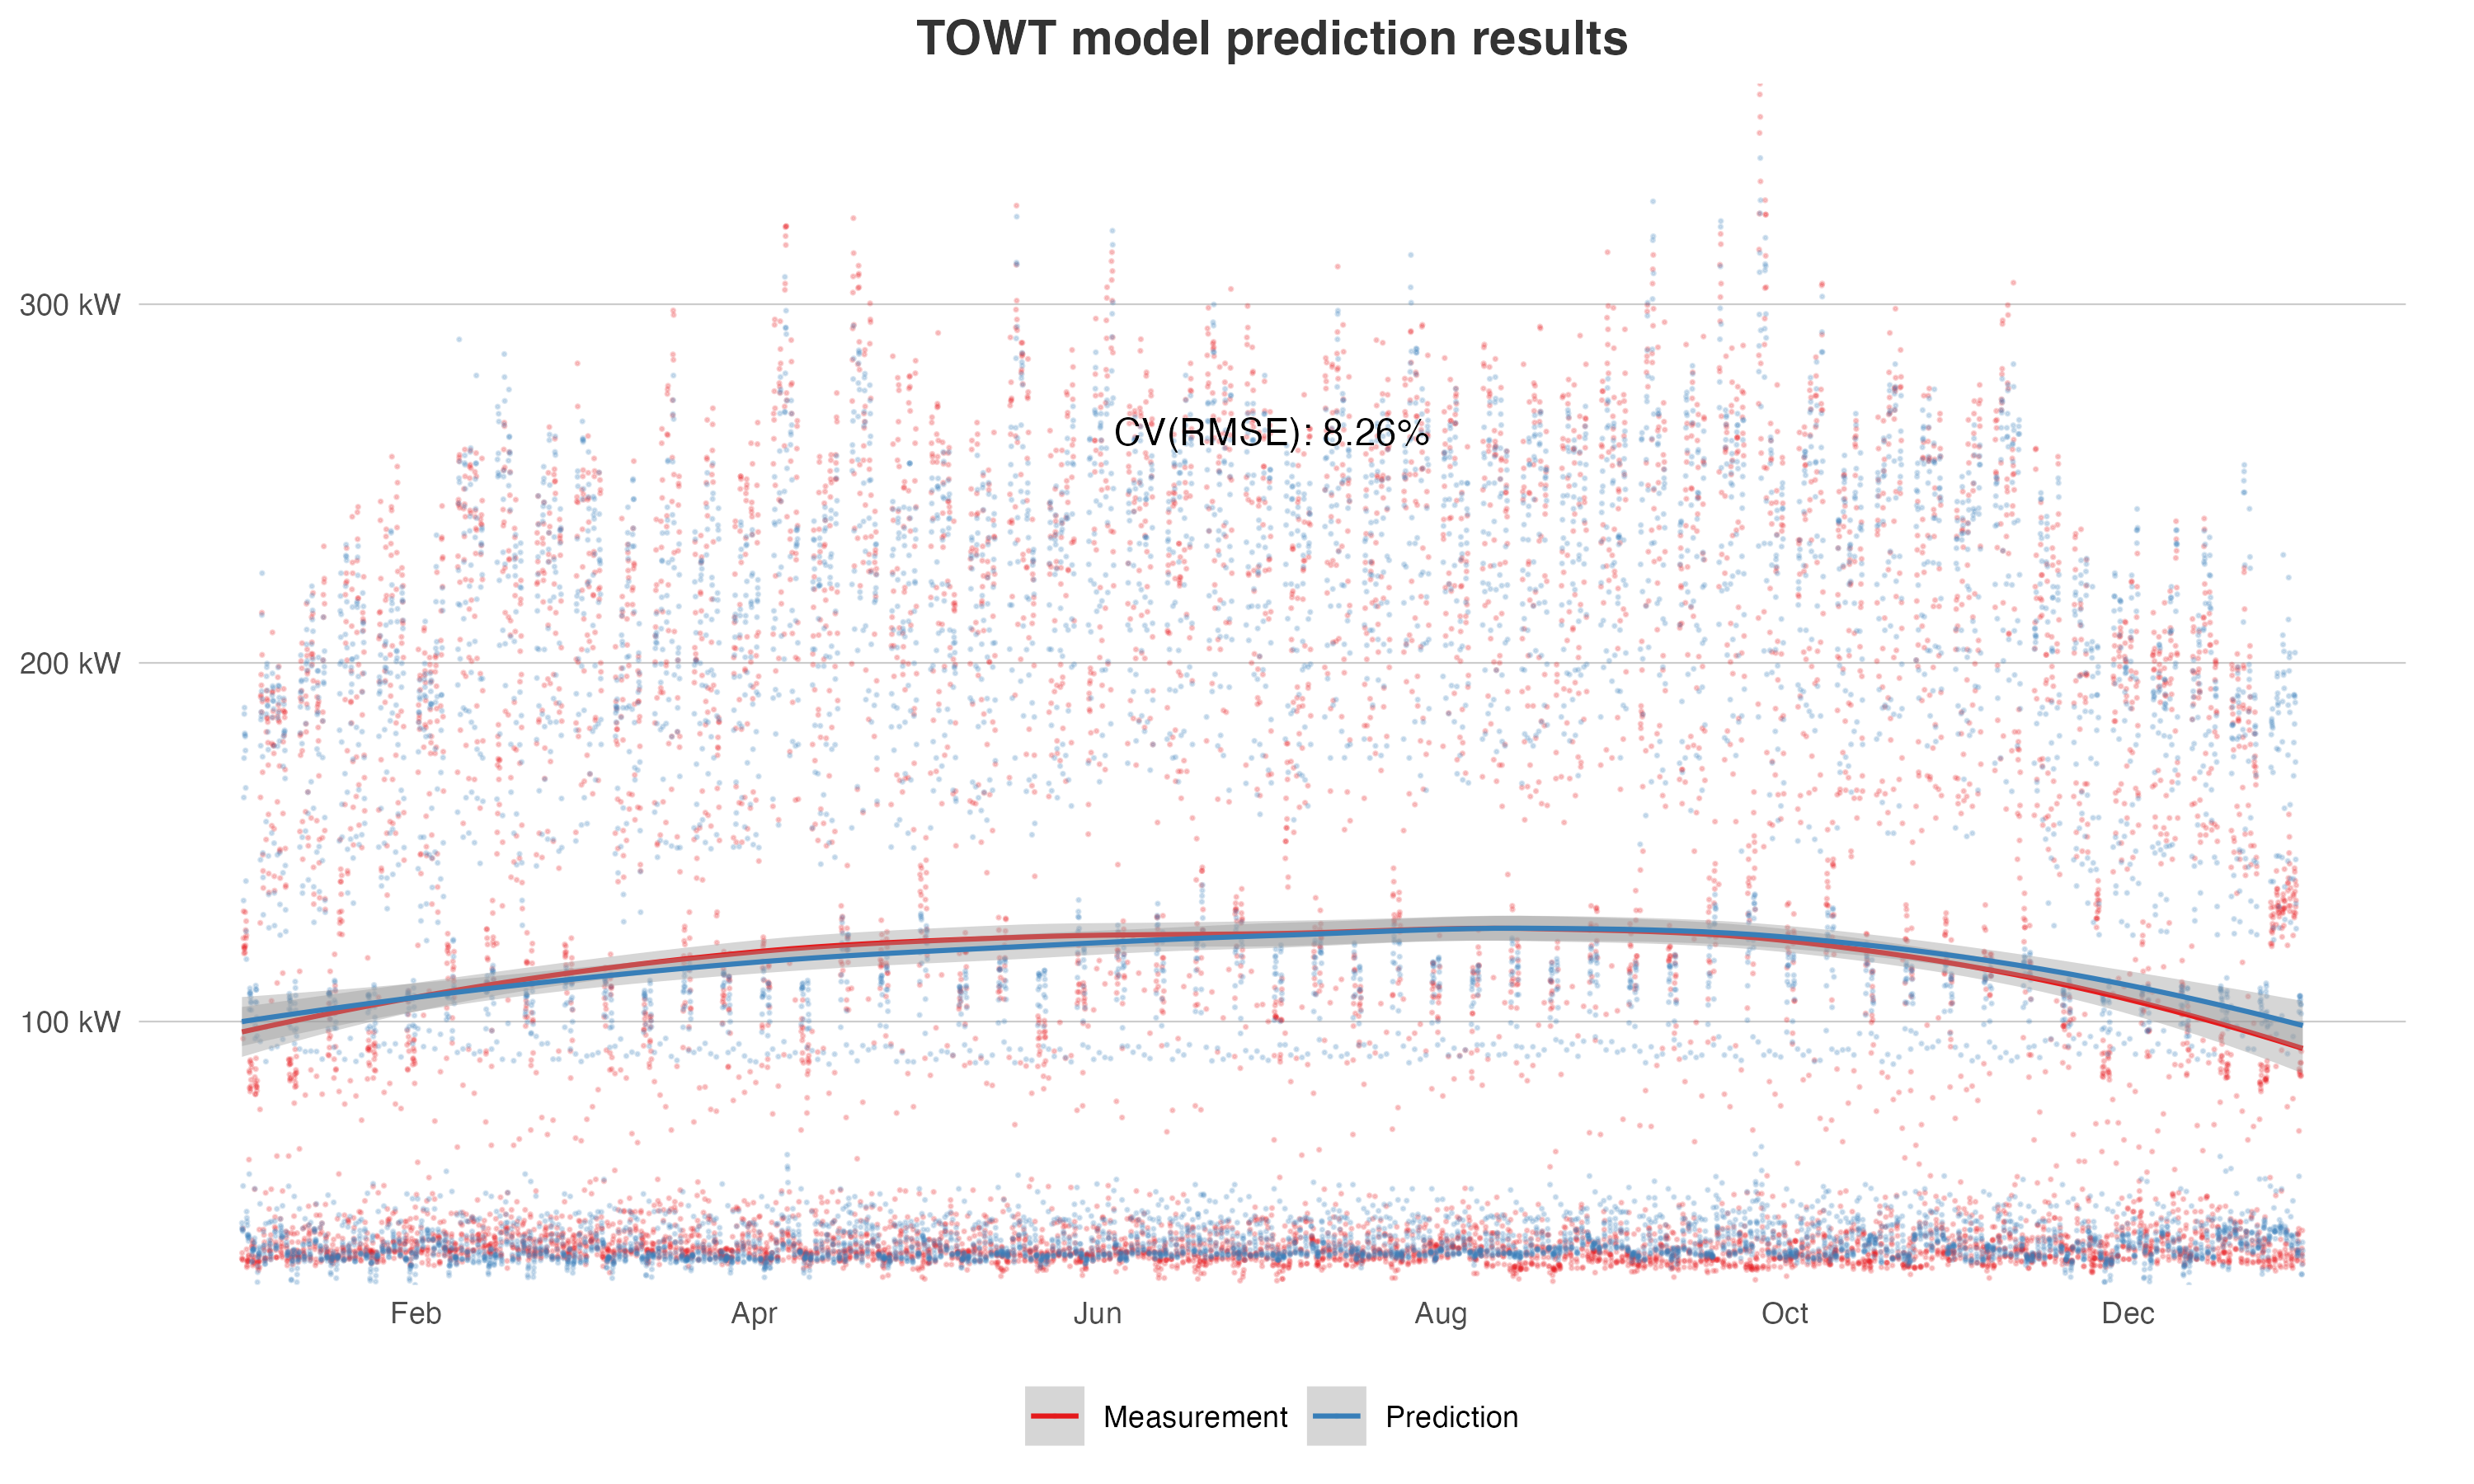 TOWT model prediction results
300 kW
CV(RMSE): 8.26%
200 kW
100 kW
Feb Apr Jun Aug Oct Dec
Measurement Prediction